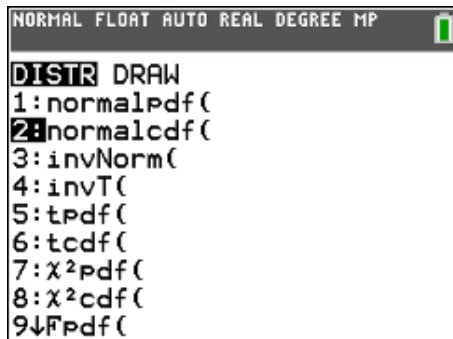 NORMAL FLOAT AUTO REAL DEGREE MP
DISTR DRAW
1:normalpdf(
2:normalcdf(
3:invNorm(
4:invT(
5:tpdf(
6:tcdf(
7:χ²pdf(
8:χ²cdf(
9↓Fpdf(